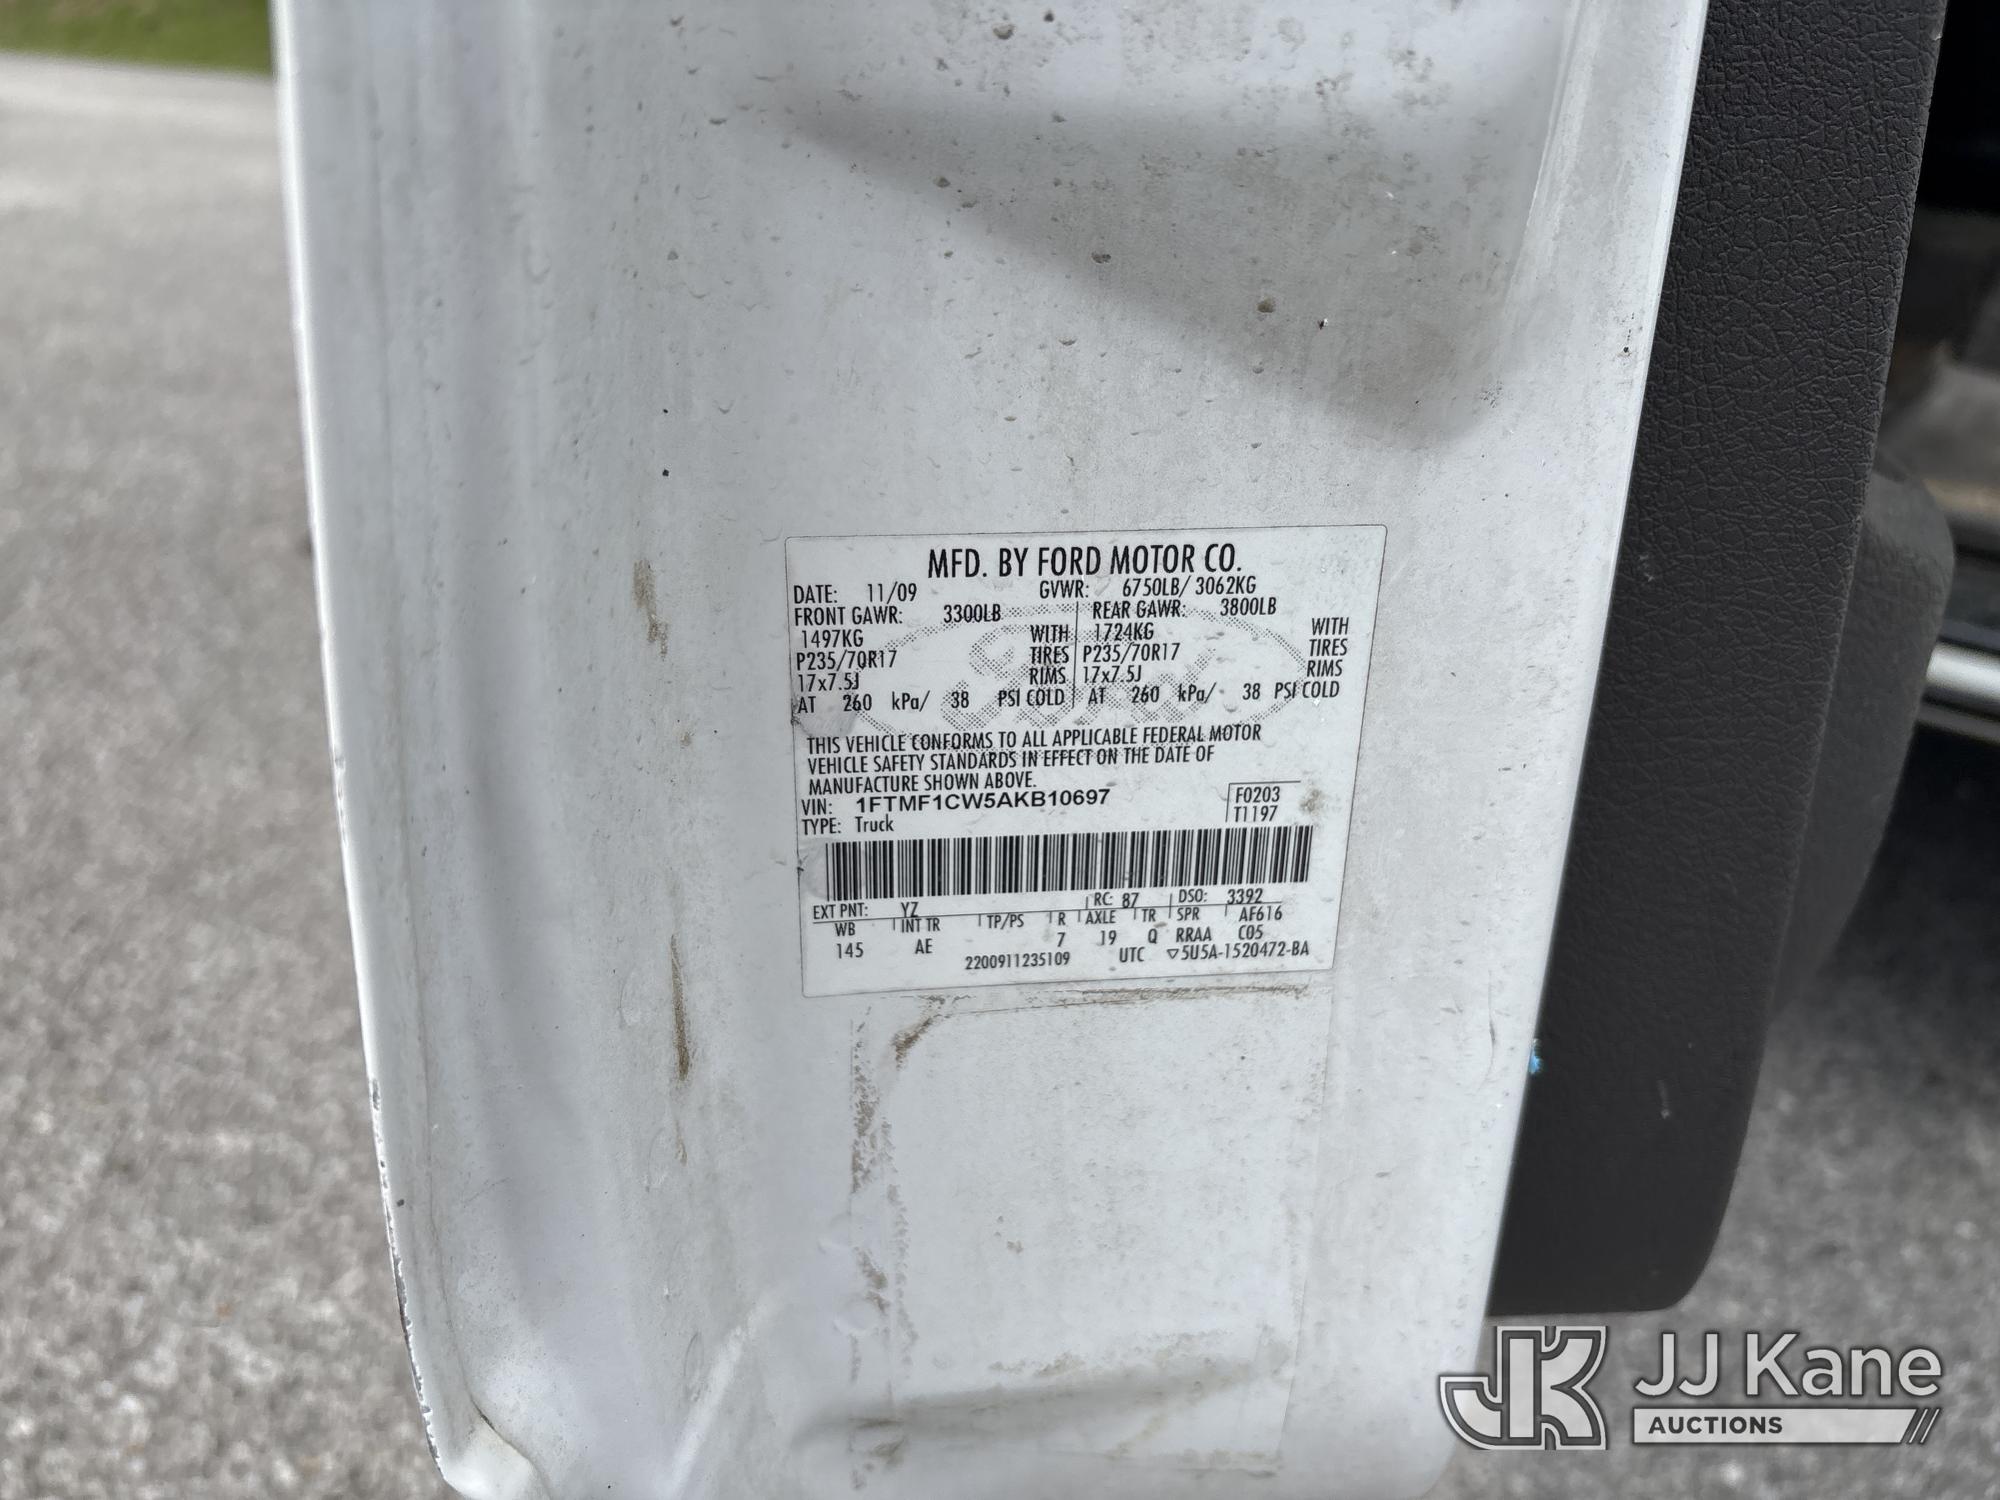 MFD. BY FORD MOTOR CO.
DATE: 11/09 GVWR: 6750LB/ 3062KG
FRONT GAWR: 3300LB REAR GAWR: 3800LB
1497KG WITH 1724KG WITH
P235/70R17 TIRES P235/70R17 TIRES
17x7.5J RIMS 17x7.5J RIMS
AT 260 kPa/ 38 PSI COLD AT 260 kPa/ 38 PSI COLD
THIS VEHICLE CONFORMS TO ALL APPLICABLE FEDERAL MOTOR
VEHICLE SAFETY STANDARDS IN EFFECT ON THE DATE OF
MANUFACTURE SHOWN ABOVE.
VIN: 1FTMF1CW5AKB10697 F0203
TYPE: Truck T1197
EXT PNT: YZ RC: 87 DSO: 3392
WB INT TR TP/PS R AXLE TR SPR AF616
145 AE 7 19 Q RRAA C05
2200911235109 UTC ▽5U5A-1520472-BA
Ford
JK JJ Kane
AUCTIONS